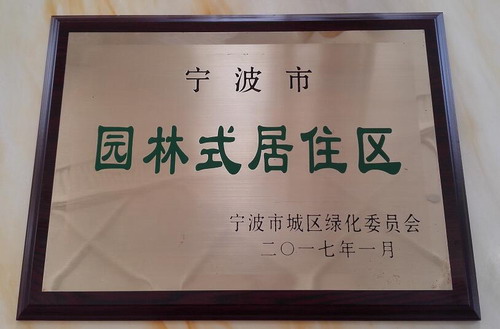 宁波市
园林式居住区
宁波市城区绿化委员会
二〇一七年一月